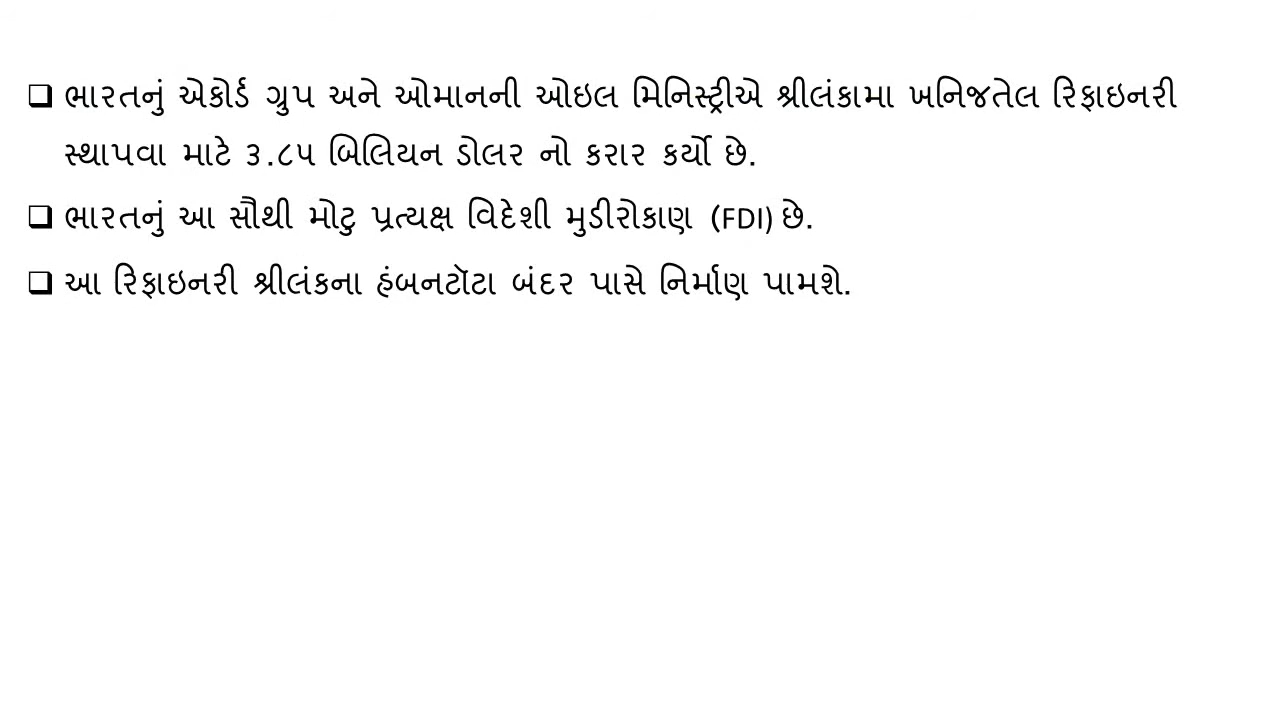 ❑ ભારતનું એકોર્ડ ગ્રુપ અને ઓમાનની ઓઇલ મિનિસ્ટ્રીએ શ્રીલંકામા ખનિજતેલ રિફાઇનરી
સ્થાપવા માટે ૩.૮૫ બિલિયન ડોલર નો કરાર કર્યો છે.
❑ ભારતનું આ સૌથી મોટુ પ્રત્યક્ષ વિદેશી મુડીરોકાણ (FDI) છે.
❑ આ રિફાઇનરી શ્રીલંકના હંબનટૉટા બંદર પાસે નિર્માણ પામશે.